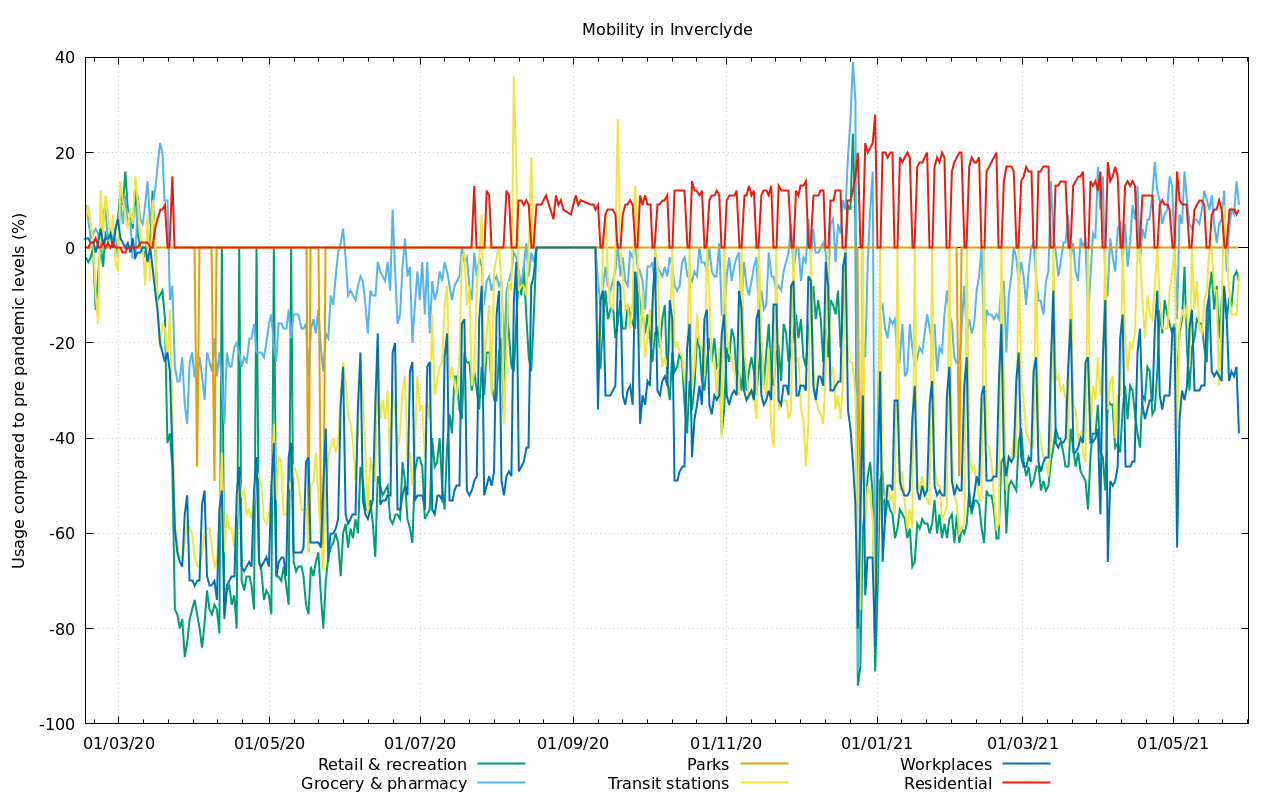 Mobility in Inverclyde
Usage compared to pre pandemic levels (%)
40
20
0
-20
-40
-60
-80
-100
01/03/20 01/05/20 01/07/20 01/09/20 01/11/20 01/01/21 01/03/21 01/05/21
Retail & recreation Parks Workplaces
Grocery & pharmacy Transit stations Residential